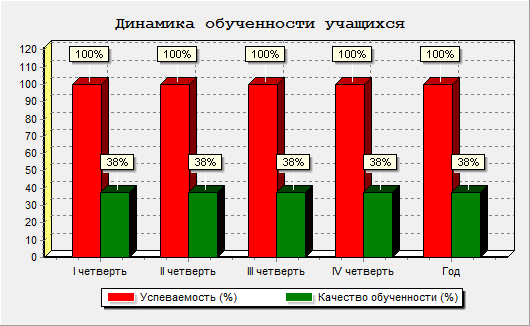 Динамика обученности учащихся
120
110
100
90
80
70
60
50
40
30
20
10
0
100% 100% 100% 100% 100%
38% 38% 38% 38% 38%
I четверть II четверть III четверть IV четверть Год
Успеваемость (%) Качество обученности (%)